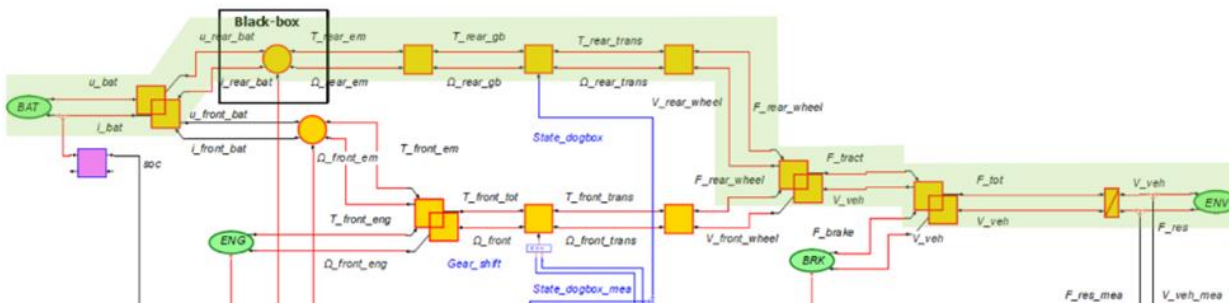 Black-box
u_rear_bat
T_rear_em
T_rear_gb
T_rear_trans
u_bat
i_rear_bat
Ω_rear_em
Ω_rear_gb
Ω_rear_trans
BAT
V_rear_wheel
F_rear_wheel
u_front_bat
i_bat
State_dogbox
i_front_bat
Ω_front_em
T_front_em
soc
F_tract
F_rear_wheel
F_tot
V_veh
T_front_tot
T_front_trans
V_veh
ENV
T_front_eng
V_veh
F_res
ENG
Ω_front
Ω_front_trans
V_front_wheel
F_brake
V_veh
Ω_front_eng
Gear_shift
BRK
State_dogbox_mea
F_res_mea
V_veh_mea